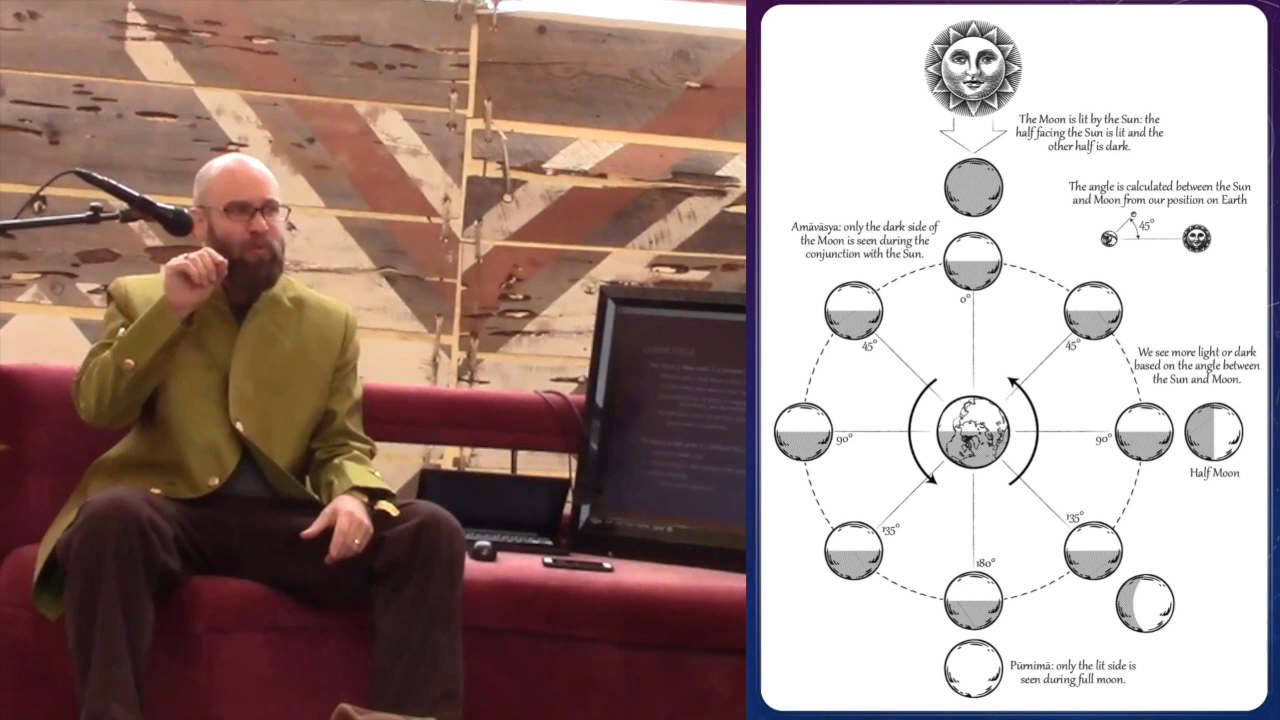 The Moon is lit by the Sun: the
half facing the Sun is lit and the
other half is dark.
The angle is calculated between the Sun
and Moon from our position on Earth
45°
Amāvāsya: only the dark side of
the Moon is seen during the
conjunction with the Sun.
0°
45°
45°
We see more light or dark
based on the angle between
the Sun and Moon.
90°
90°
Half Moon
135°
135°
180°
Pūrnimā: only the lit side is
seen during full moon.